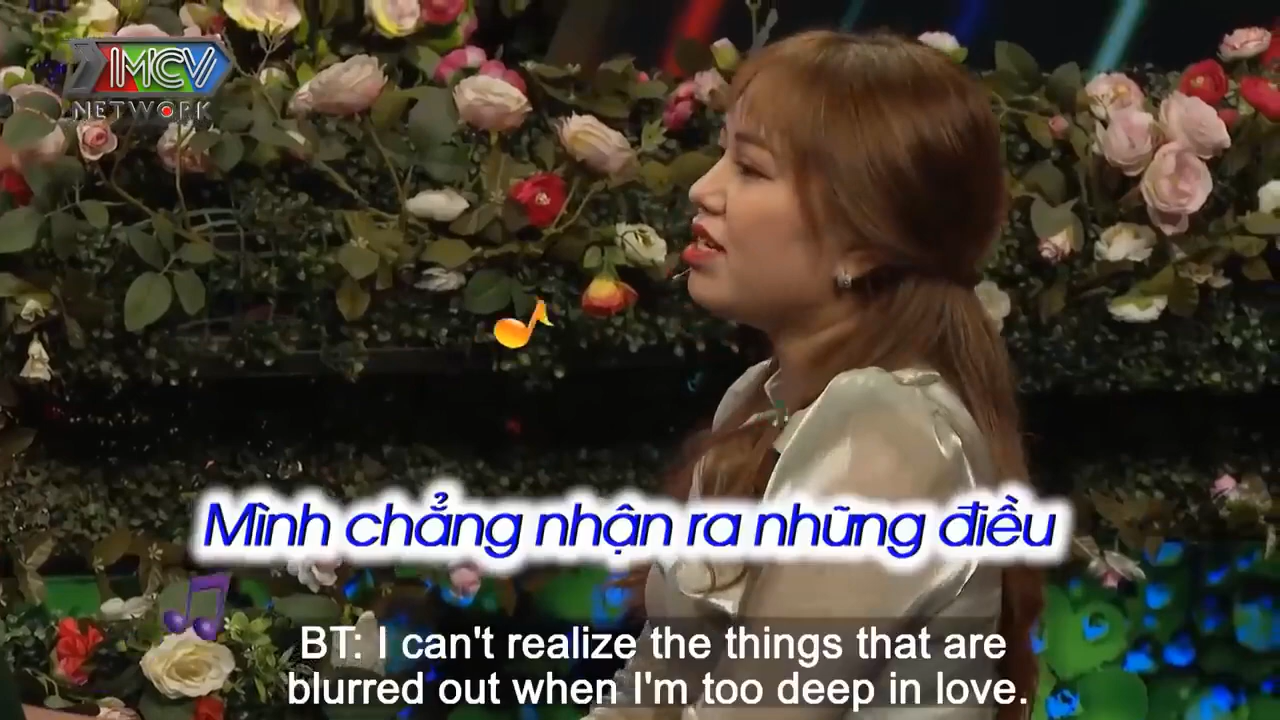 MCV
NETWORK
Mình chẳng nhận ra những điều
BT: I can't realize the things that are
blurred out when I'm too deep in love.